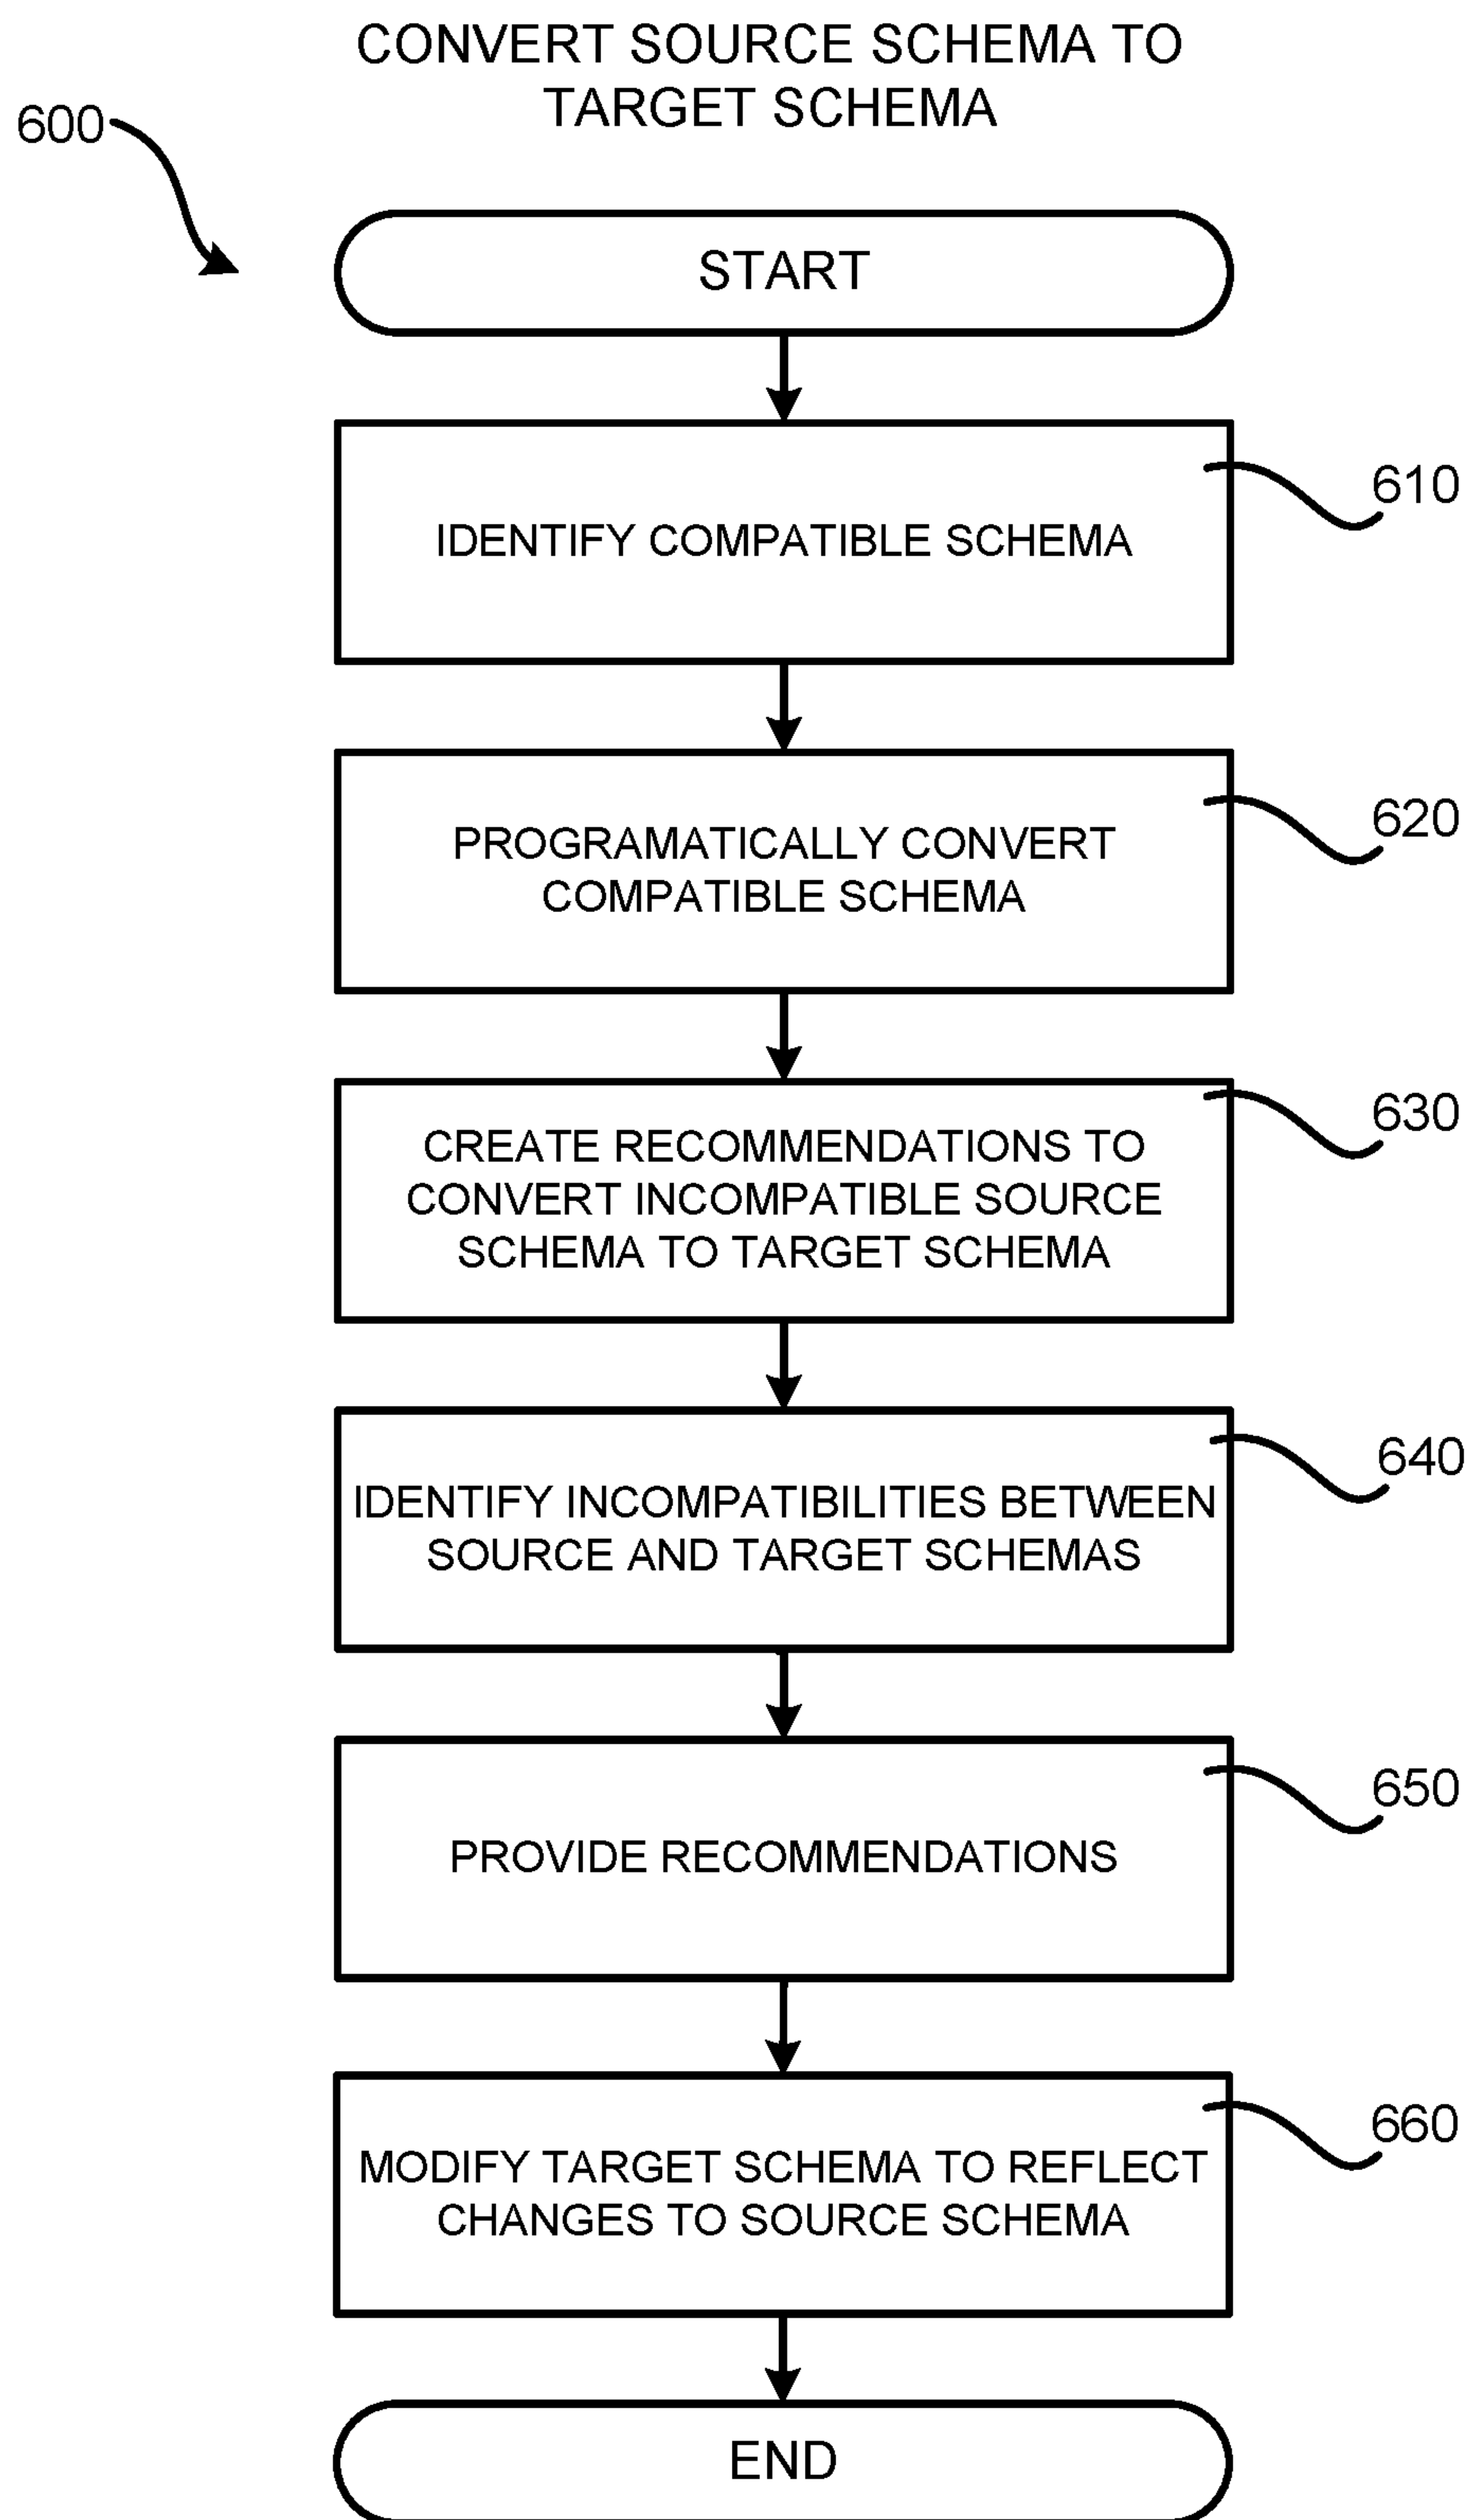 CONVERT SOURCE SCHEMA TO
TARGET SCHEMA
600
START
IDENTIFY COMPATIBLE SCHEMA
610
PROGRAMATICALLY CONVERT
COMPATIBLE SCHEMA
620
CREATE RECOMMENDATIONS TO
CONVERT INCOMPATIBLE SOURCE
SCHEMA TO TARGET SCHEMA
630
IDENTIFY INCOMPATIBILITIES BETWEEN
SOURCE AND TARGET SCHEMAS
640
PROVIDE RECOMMENDATIONS
650
MODIFY TARGET SCHEMA TO REFLECT
CHANGES TO SOURCE SCHEMA
660
END